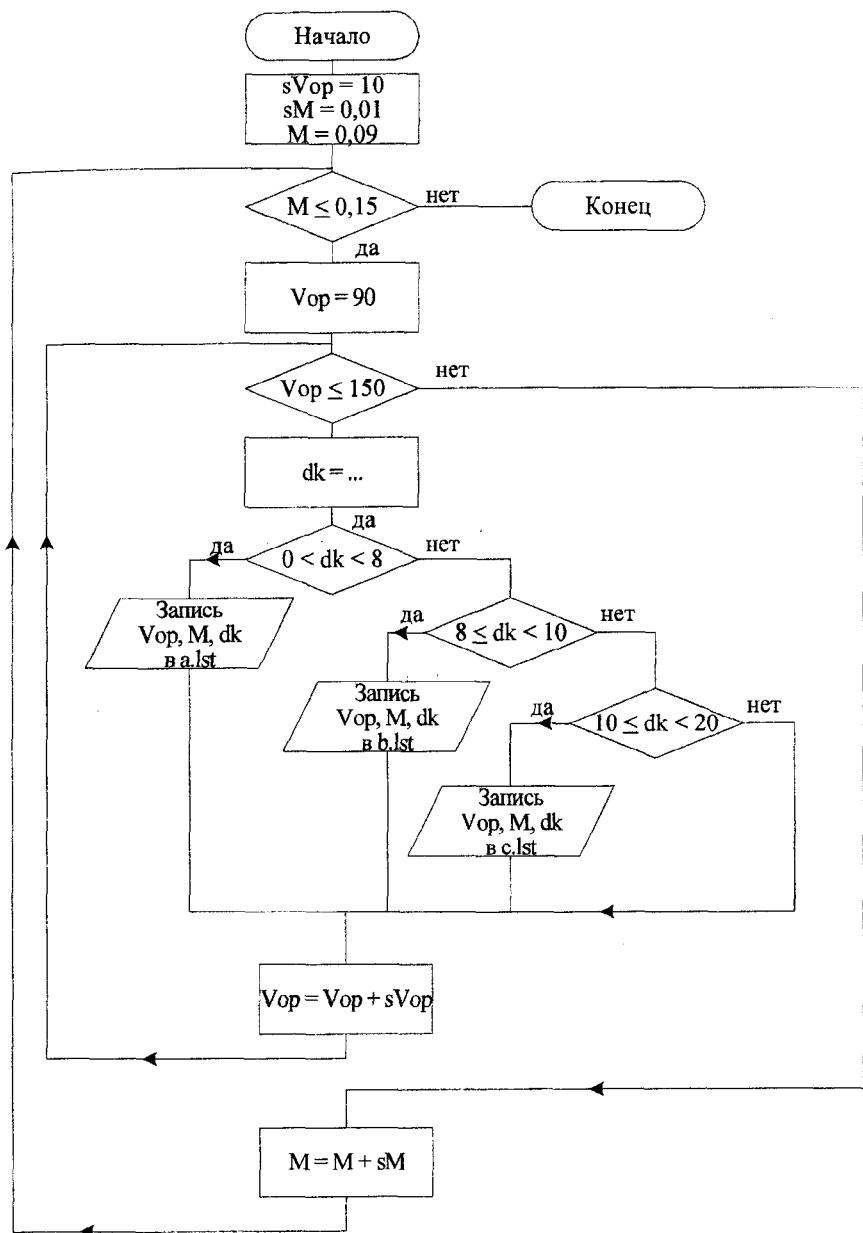 Начало
sVop = 10
sM = 0,01
M = 0,09
M ≤ 0,15
нет
Конец
да
Vop = 90
Vop ≤ 150
нет
dk = ...
да
да
0 < dk < 8
нет
Запись
Vop, M, dk
в a.lst
да
8 ≤ dk < 10
нет
Запись
Vop, M, dk
в b.lst
да
10 ≤ dk < 20
нет
Запись
Vop, M, dk
в c.lst
Vop = Vop + sVop
M = M + sM